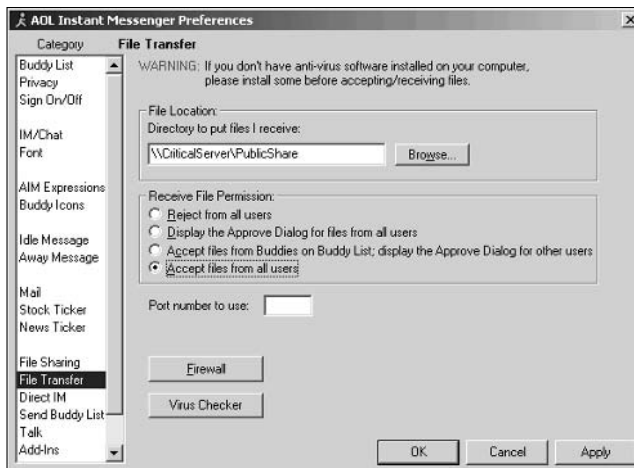 AOL Instant Messenger Preferences
Category
File Transfer
Buddy List
Privacy
Sign On/Off
IM/Chat
Font
AIM Expressions
Buddy Icons
Idle Message
Away Message
Mail
Stock Ticker
News Ticker
File Sharing
File Transfer
Direct IM
Send Buddy List
Talk
Add-Ins
WARNING: If you don't have anti-virus software installed on your computer,
please install some before accepting/receiving files.
File Location:
Directory to put files I receive:
\\CriticalServer\PublicShare
Browse...
Receive File Permission:
Reject from all users
Display the Approve Dialog for files from all users
Accept files from Buddies on Buddy List; display the Approve Dialog for other users
Accept files from all users
Port number to use:
Firewall
Virus Checker
OK
Cancel
Apply